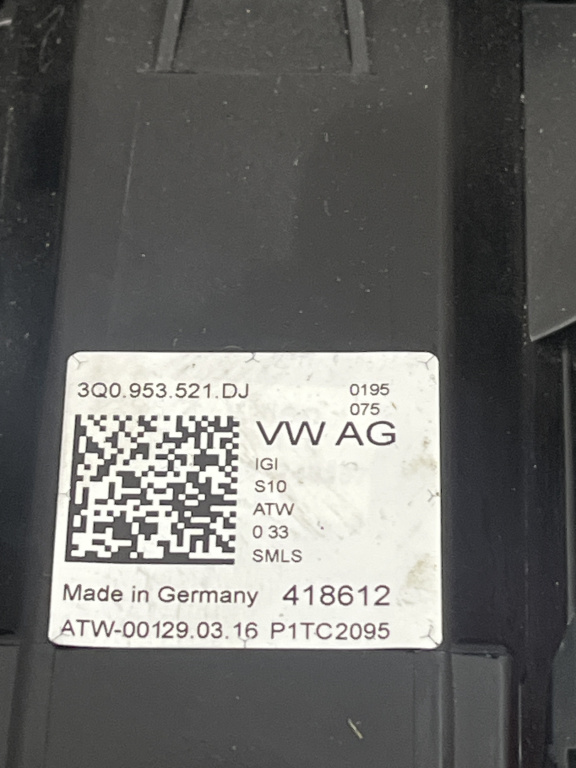 3Q0.953.521.DJ
0195
075
VW AG
IGI
S10
ATW
0 33
SMLS
Made in Germany 418612
ATW-00129.03.16 P1TC2095